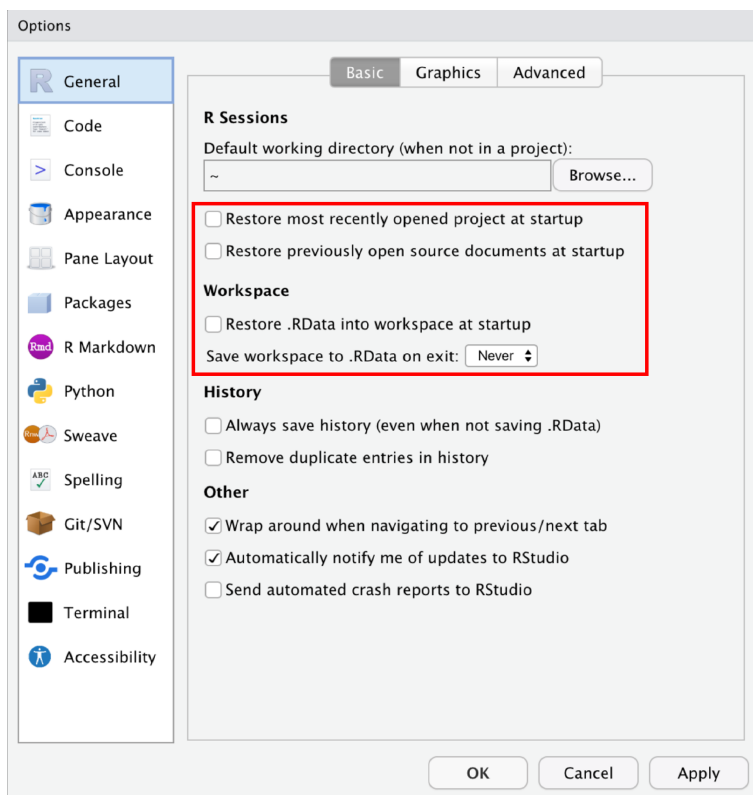 Options
General
Code
Console
Appearance
Pane Layout
Packages
Rmd R Markdown
Python
Rnw Sweave
ABC Spelling
Git/SVN
Publishing
Terminal
Accessibility
Basic Graphics Advanced
R Sessions
Default working directory (when not in a project):
~ Browse...
Restore most recently opened project at startup
Restore previously open source documents at startup
Workspace
Restore .RData into workspace at startup
Save workspace to .RData on exit: Never
History
Always save history (even when not saving .RData)
Remove duplicate entries in history
Other
Wrap around when navigating to previous/next tab
Automatically notify me of updates to RStudio
Send automated crash reports to RStudio
OK Cancel Apply